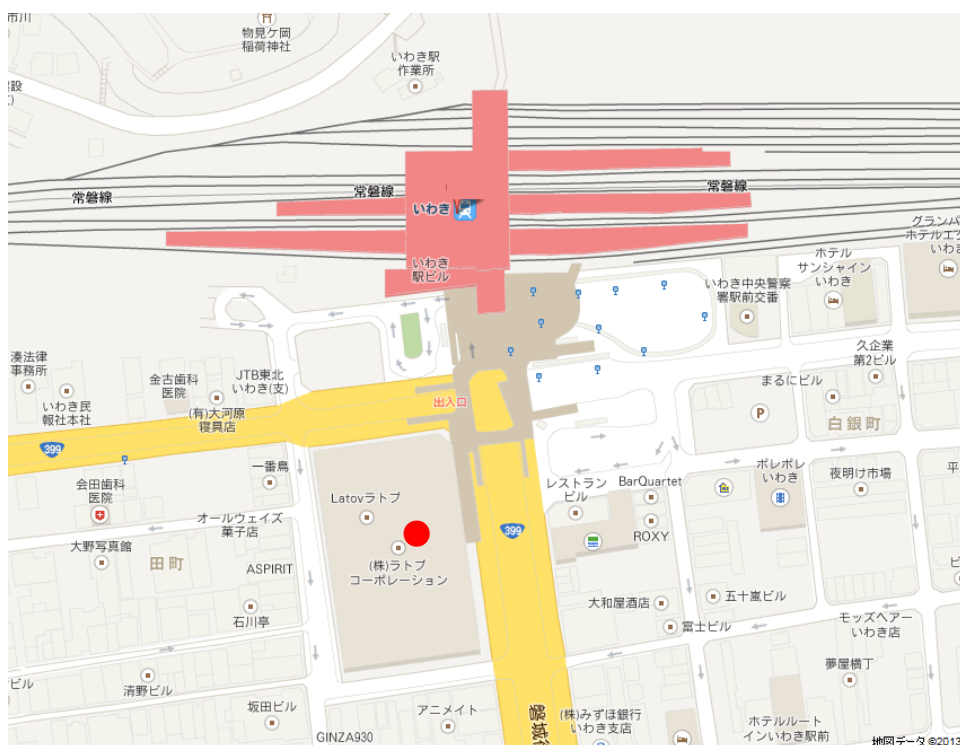 市川
物見ケ岡
稲荷神社
いわき駅
作業所
常磐線
常磐線
常磐線
いわき
いわき
駅ビル
グランパ
ホテルエク
いわき
ホテル
サンシャイン
いわき
いわき中央警察
署駅前交番
湊法律
事務所
いわき民
報社本社
金古歯科
医院
JTB東北
いわき(支)
(有)大河原
寝具店
出入口
久企業
第2ビル
まるにビル
P
白銀町
399
一番鳥
会田歯科
医院
オールウェイズ
菓子店
大野写真館
田町
ASPIRIT
石川亭
Latovラトブ
(株)ラトブ
コーポレーション
399
レストラン
ビル
BarQuartet
ROXY
ポレポレ
いわき
夜明け市場
平
大和屋酒店
五十嵐ビル
富士ビル
モッズヘアー
いわき店
夢屋横丁
ビル
清野ビル
坂田ビル
GINZA930
アニメイト
(株)みずほ銀行
いわき支店
ホテルルート
インいわき駅前
地図データ ©2013